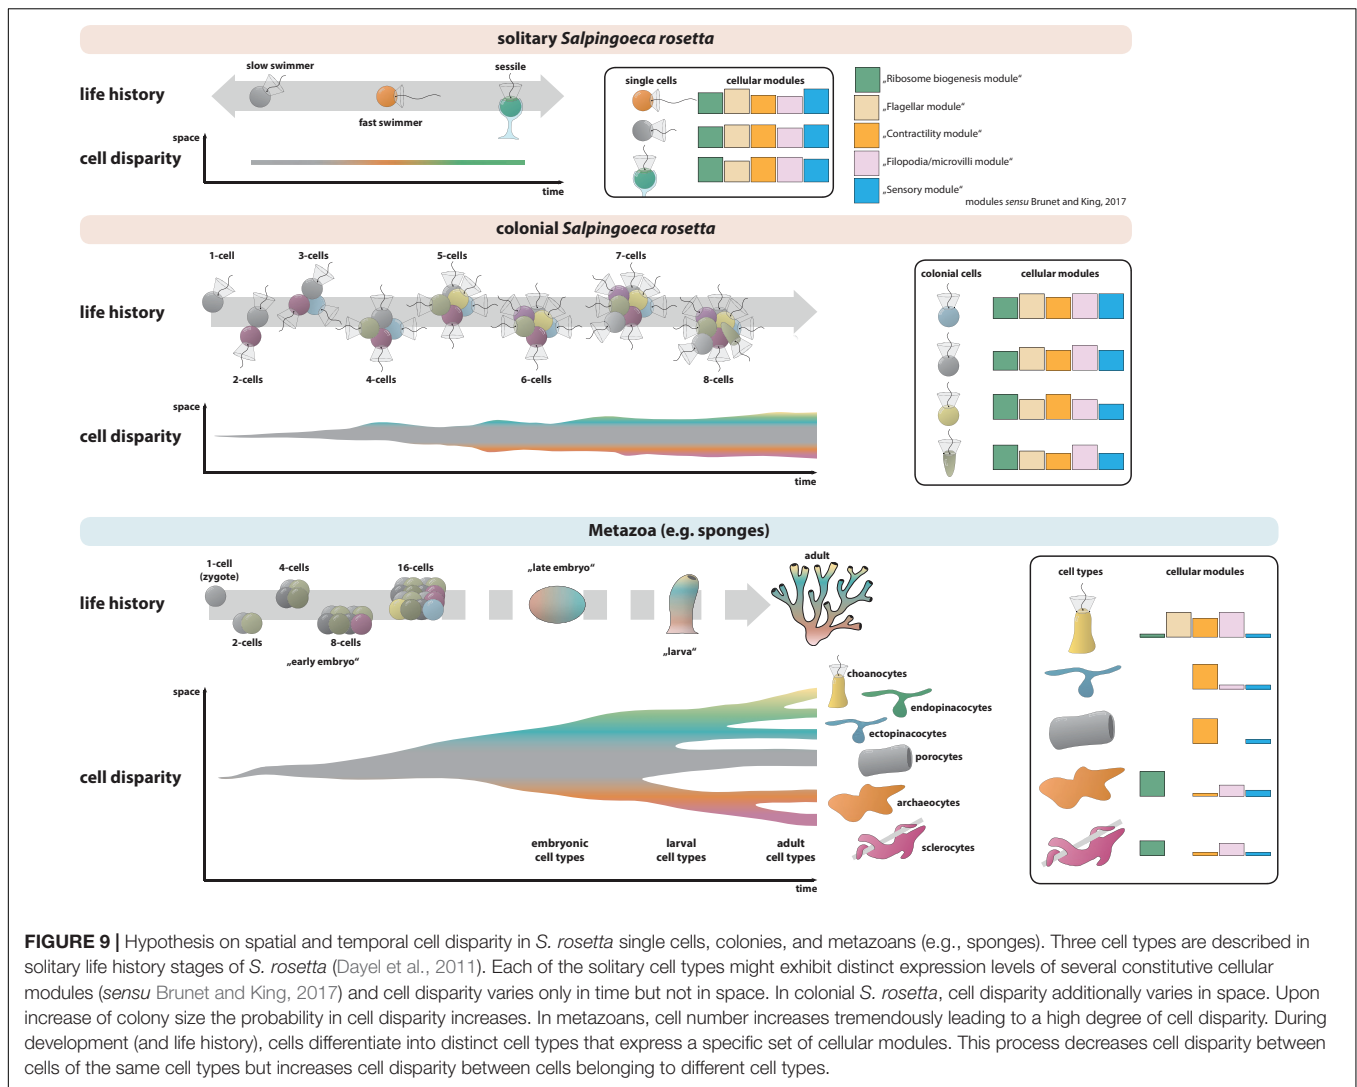 solitary Salpingoeca rosetta
life history
slow swimmer
fast swimmer
sessile
space
cell disparity
time
single cells
cellular modules
„Ribosome biogenesis module“
„Flagellar module“
„Contractility module“
„Filopodia/microvilli module“
„Sensory module“
modules sensu Brunet and King, 2017
colonial Salpingoeca rosetta
1-cell
3-cells
5-cells
7-cells
life history
2-cells
4-cells
6-cells
8-cells
space
cell disparity
time
colonial cells
cellular modules
Metazoa (e.g. sponges)
1-cell
(zygote)
4-cells
16-cells
„late embryo“
adult
life history
2-cells
8-cells
„early embryo“
„larva“
space
cell disparity
choanocytes
endopinacocytes
ectopinacocytes
porocytes
archaeocytes
sclerocytes
embryonic
cell types
larval
cell types
adult
cell types
time
cell types
cellular modules
FIGURE 9 | Hypothesis on spatial and temporal cell disparity in S. rosetta single cells, colonies, and metazoans (e.g., sponges). Three cell types are described in
solitary life history stages of S. rosetta (Dayel et al., 2011). Each of the solitary cell types might exhibit distinct expression levels of several constitutive cellular
modules (sensu Brunet and King, 2017) and cell disparity varies only in time but not in space. In colonial S. rosetta, cell disparity additionally varies in space. Upon
increase of colony size the probability in cell disparity increases. In metazoans, cell number increases tremendously leading to a high degree of cell disparity. During
development (and life history), cells differentiate into distinct cell types that express a specific set of cellular modules. This process decreases cell disparity between
cells of the same cell types but increases cell disparity between cells belonging to different cell types.